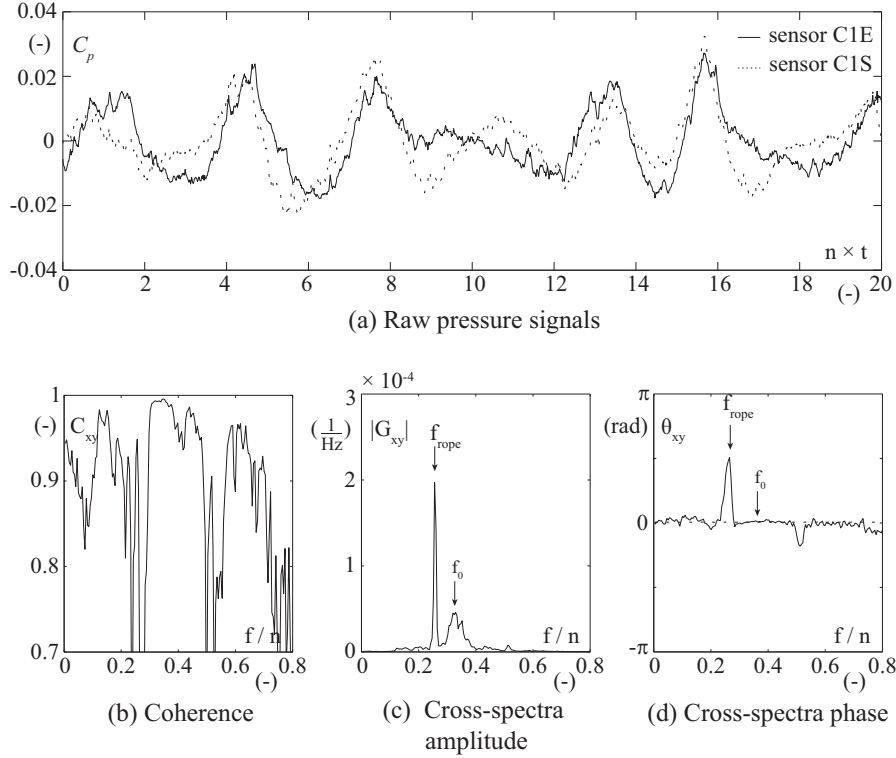 (-)
C_p
sensor C1E
sensor C1S
0.04
0.02
0
-0.02
-0.04
n × t
0 2 4 6 8 10 12 14 16 18 20
(-)
(a) Raw pressure signals
1
(-)
C_xy
0.9
0.8
0.7
f / n
0 0.2 0.4 0.6 0.8
(-)
(b) Coherence
× 10^-4
3
(1/Hz)
|G_xy|
f_rope
2
1
f_0
0
f / n
0 0.2 0.4 0.6 0.8
(-)
(c) Cross-spectra
amplitude
π
(rad)
θ_xy
f_rope
f_0
0
-π
f / n
0 0.2 0.4 0.6 0.8
(-)
(d) Cross-spectra phase